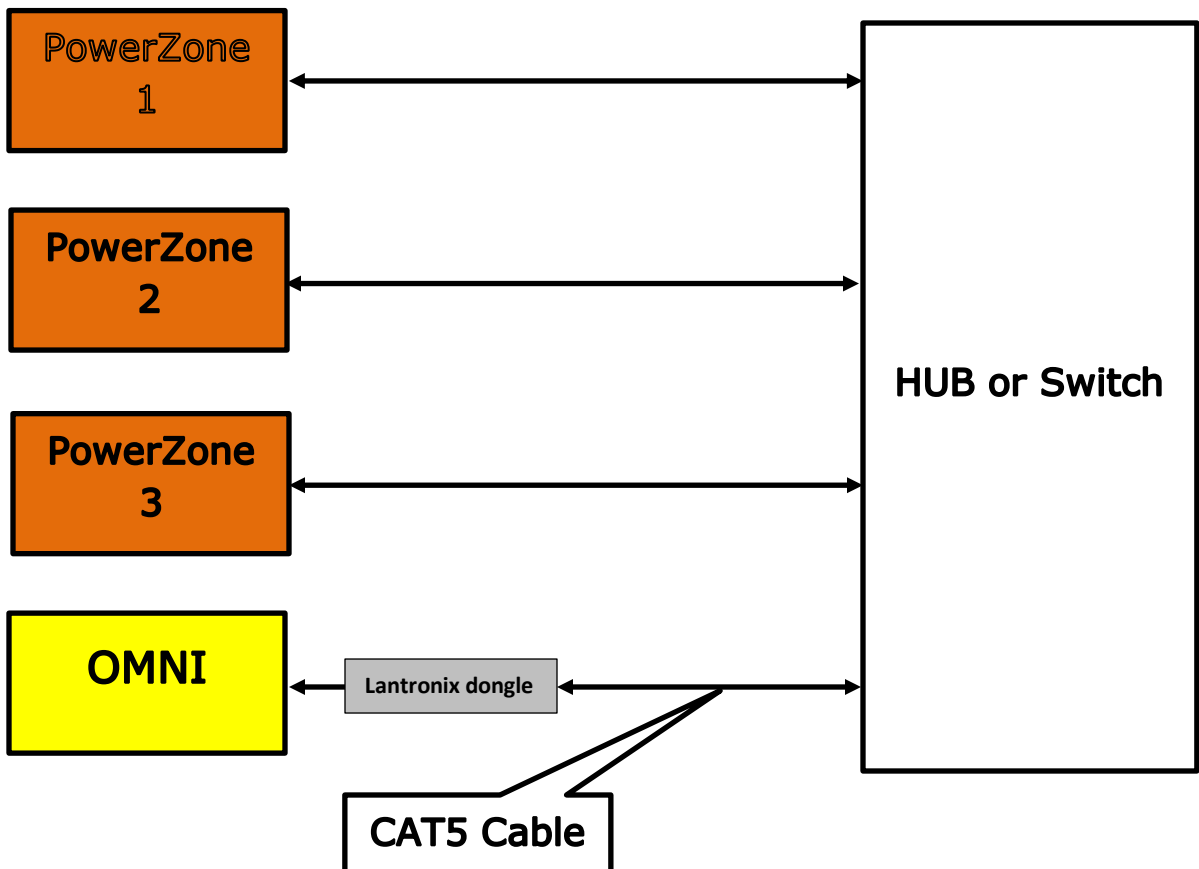 PowerZone
1
PowerZone
2
HUB or Switch
PowerZone
3
OMNI
Lantronix dongle
CAT5 Cable